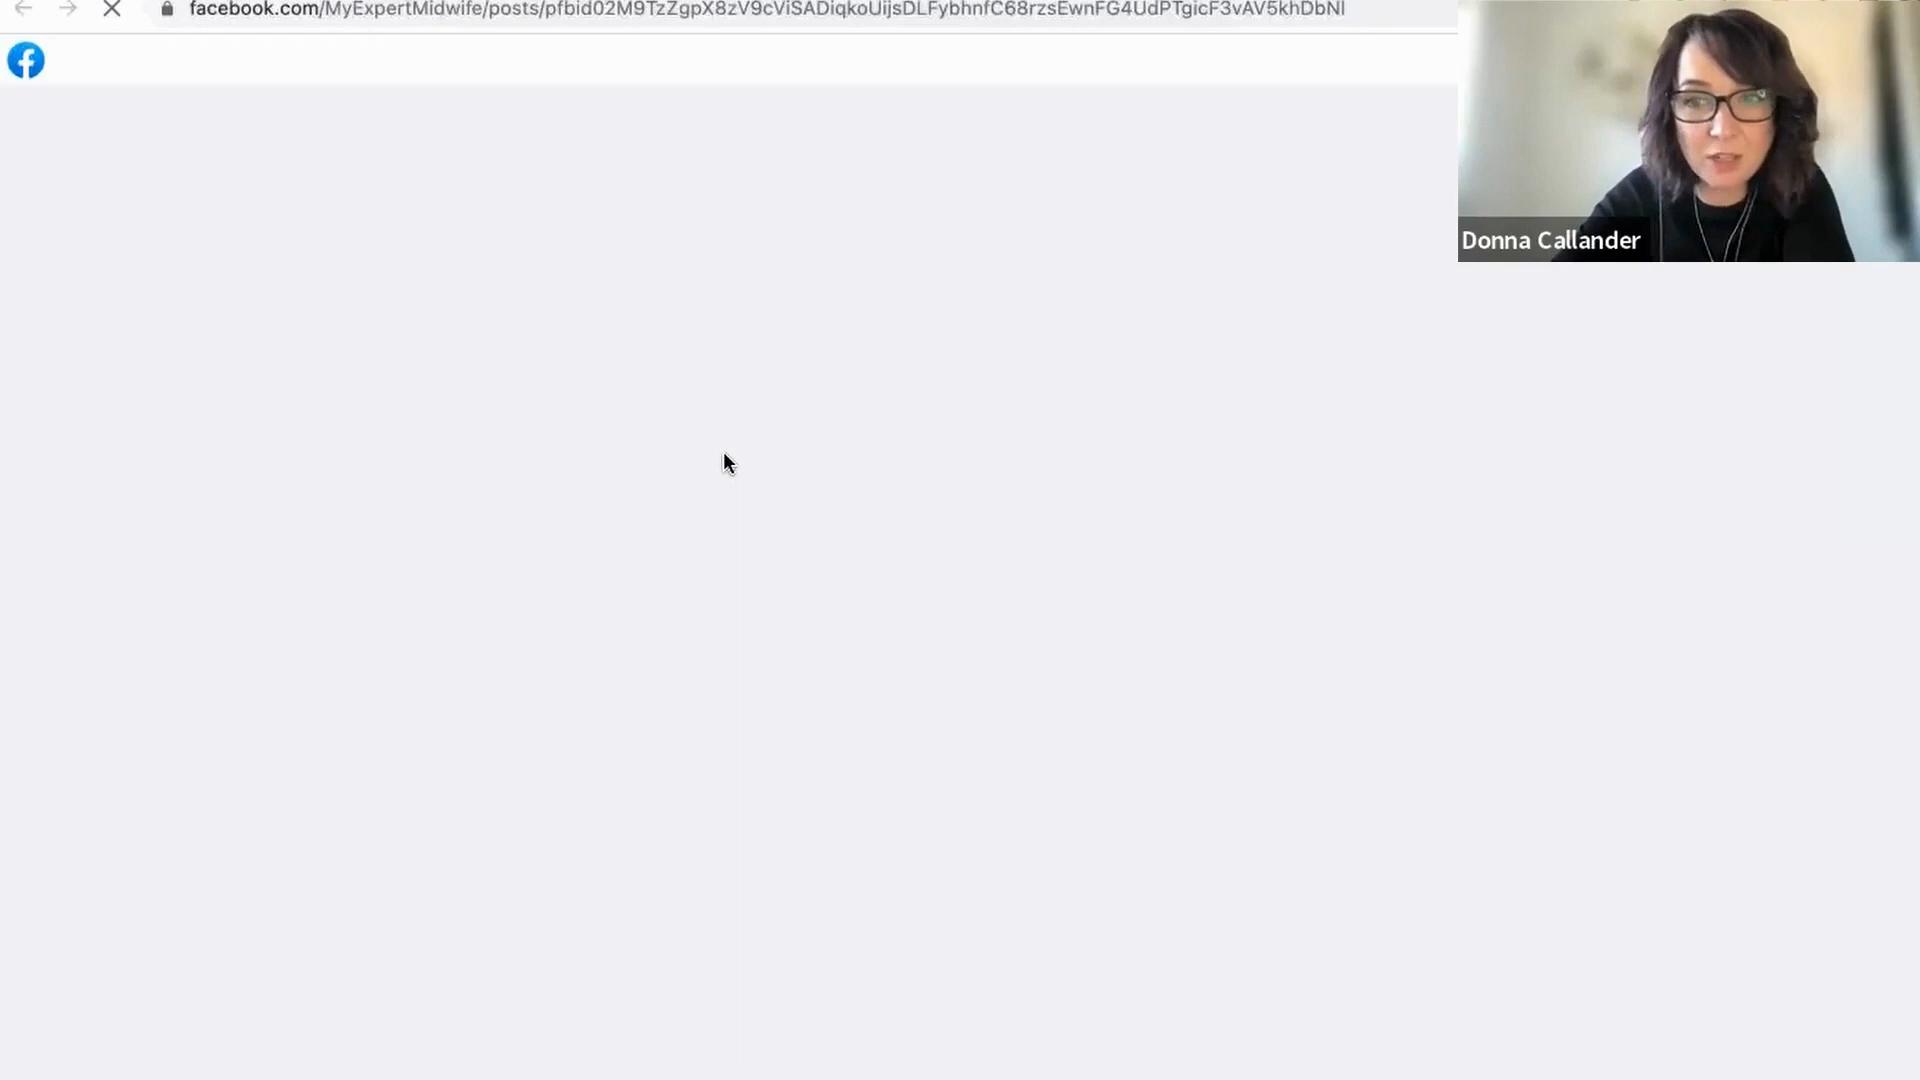 facebook.com/MyExpertMidwife/posts/pfbid02M9TzZgpX8zV9cViSADiqkoUijsDLFybhnfC68rzsEwnFG4UdPTgicF3vAV5khDbNl
Donna Callander